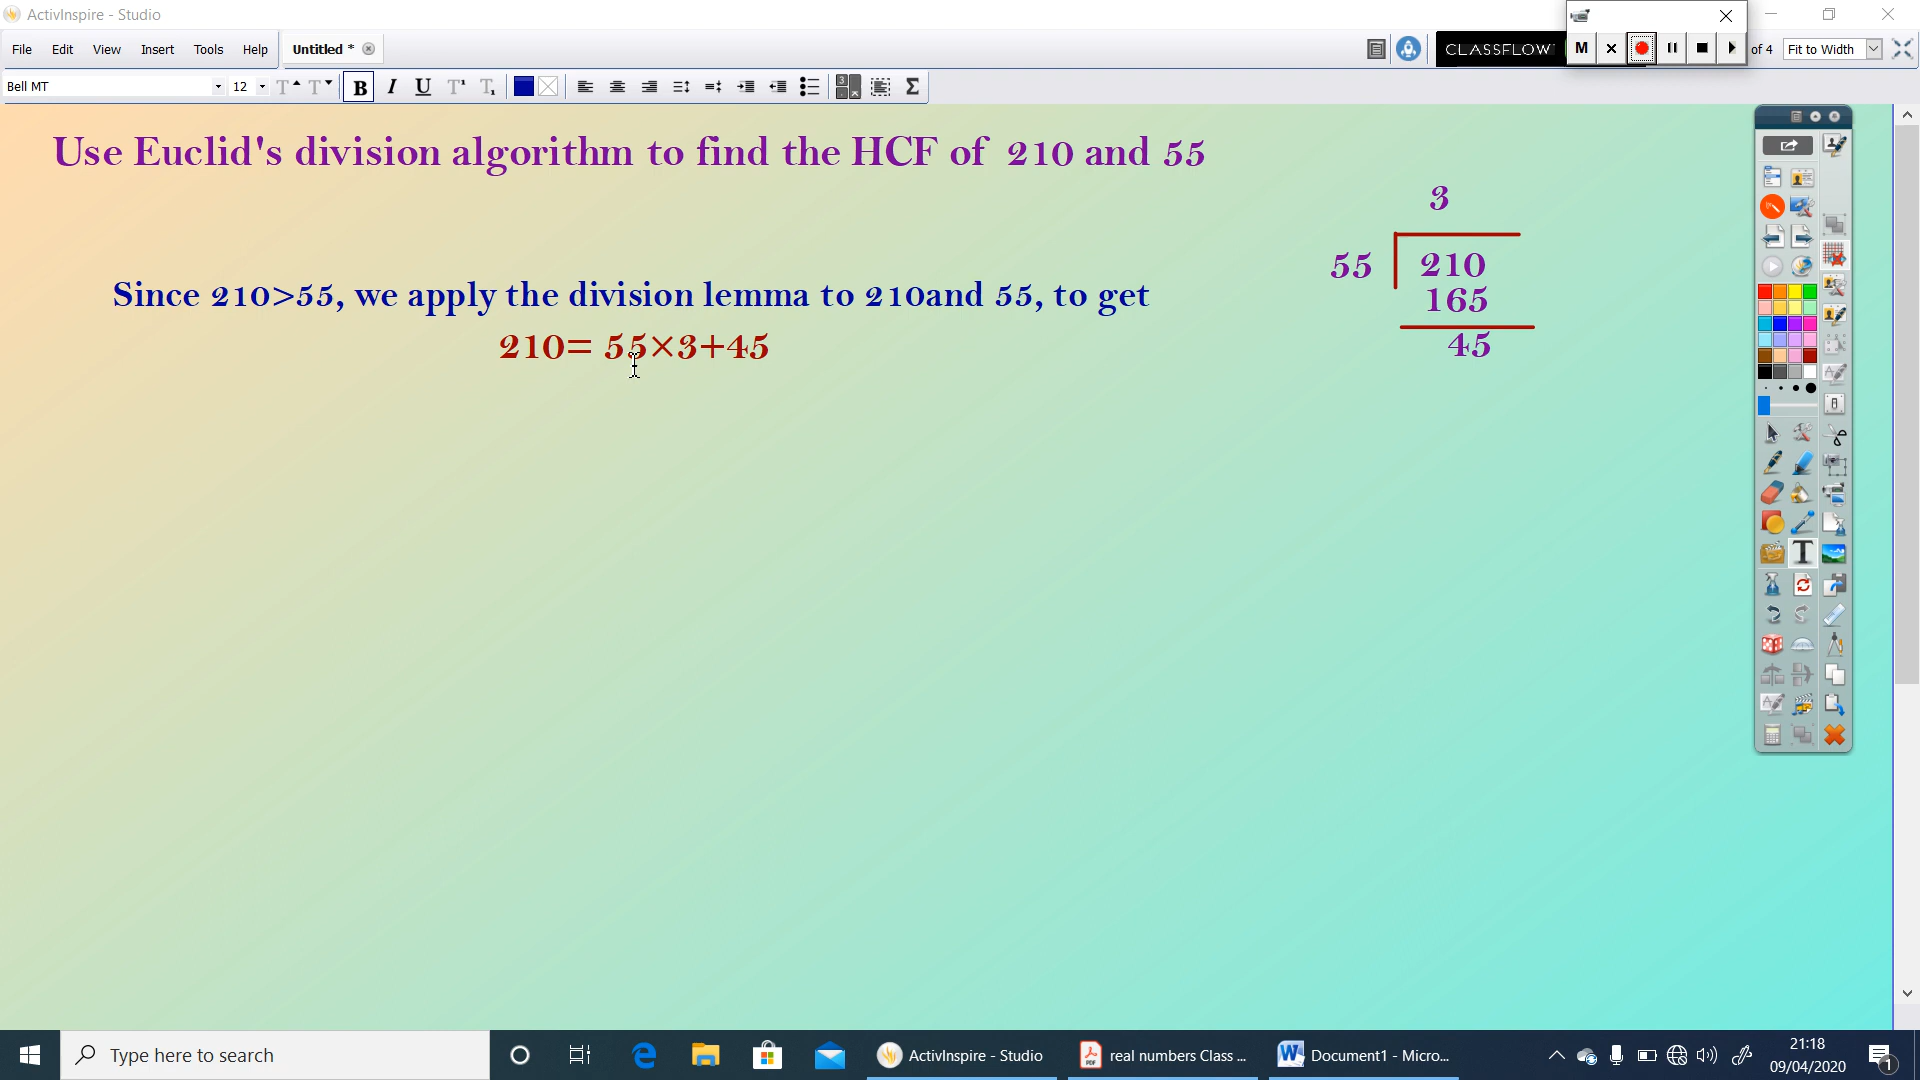 ActivInspire - Studio
File Edit View Insert Tools Help Untitled *
CLASSFLOW M of 4 Fit to Width
Bell MT 12 B I U
Use Euclid's division algorithm to find the HCF of 210 and 55
3
55 210
Since 210>55, we apply the division lemma to 210and 55, to get
165
210= 55×3+45
45
Type here to search
ActivInspire - Studio
real numbers Class ...
Document1 - Micro...
21:18
09/04/2020
1